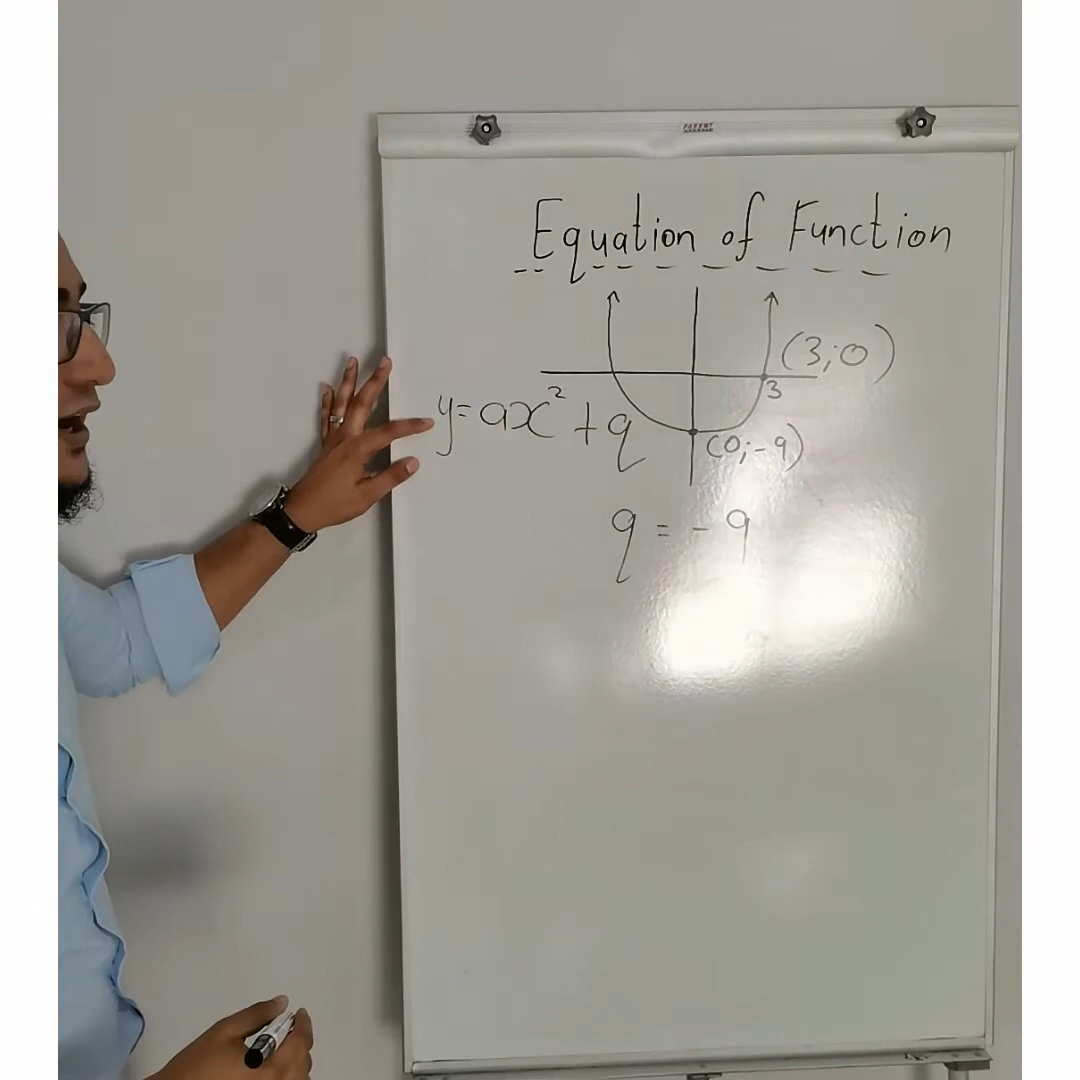 Equation of Function
(3;0)
3
y=ax²+q
(0;-9)
q = -9